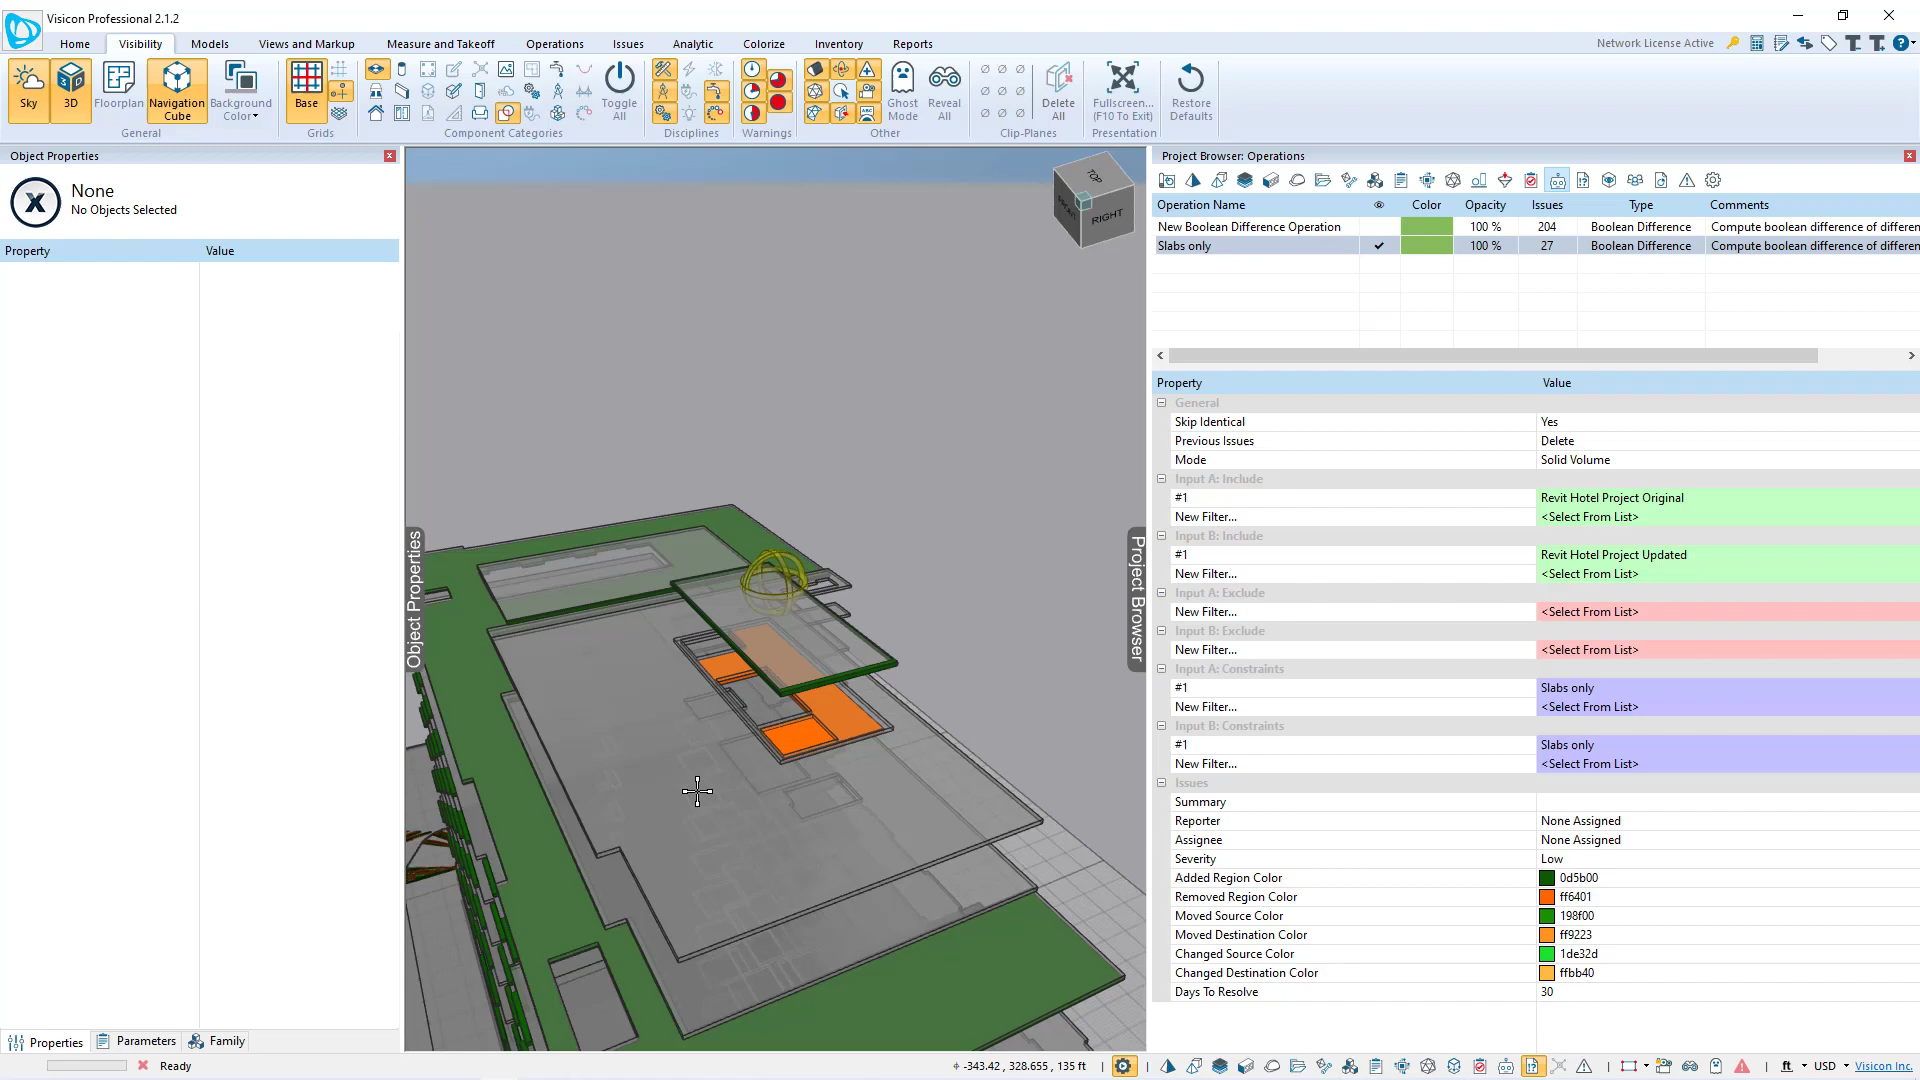 Visicon Professional 2.1.2
Home Visibility Models Views and Markup Measure and Takeoff Operations Issues Analytic Colorize Inventory Reports
Network License Active
Sky 3D Floorplan Navigation Cube Background Color
General
Base
Grids
Component Categories
Toggle All
Disciplines
Warnings
Ghost Mode Reveal All
Other
Delete All
Clip-Planes
Fullscreen... (F10 To Exit)
Presentation
Restore Defaults
Object Properties
None
No Objects Selected
Property Value
TOP
FRONT
RIGHT
Object Properties
Project Browser
Project Browser: Operations
Operation Name Color Opacity Issues Type Comments
New Boolean Difference Operation 100 % 204 Boolean Difference Compute boolean difference of differen
Slabs only 100 % 27 Boolean Difference Compute boolean difference of differen
Property Value
General
Skip Identical Yes
Previous Issues Delete
Mode Solid Volume
Input A: Include
#1 Revit Hotel Project Original
New Filter... <Select From List>
Input B: Include
#1 Revit Hotel Project Updated
New Filter... <Select From List>
Input A: Exclude
New Filter... <Select From List>
Input B: Exclude
New Filter... <Select From List>
Input A: Constraints
#1 Slabs only
New Filter... <Select From List>
Input B: Constraints
#1 Slabs only
New Filter... <Select From List>
Issues
Summary
Reporter None Assigned
Assignee None Assigned
Severity Low
Added Region Color 0d5b00
Removed Region Color ff6401
Moved Source Color 198f00
Moved Destination Color ff9223
Changed Source Color 1de32d
Changed Destination Color ffbb40
Days To Resolve 30
Properties Parameters Family
Ready
-343.42 , 328.655 , 135 ft
ft USD Visicon Inc.